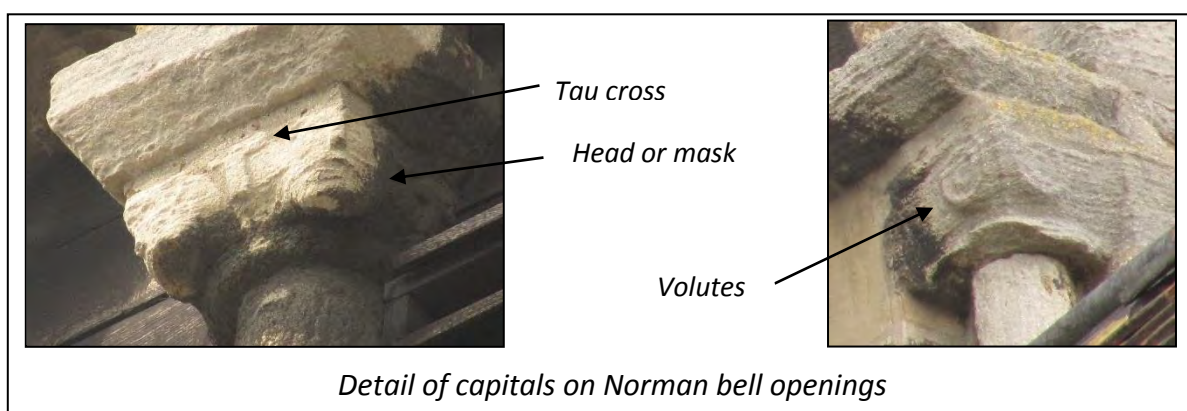 Tau cross
Head or mask
Volutes
Detail of capitals on Norman bell openings